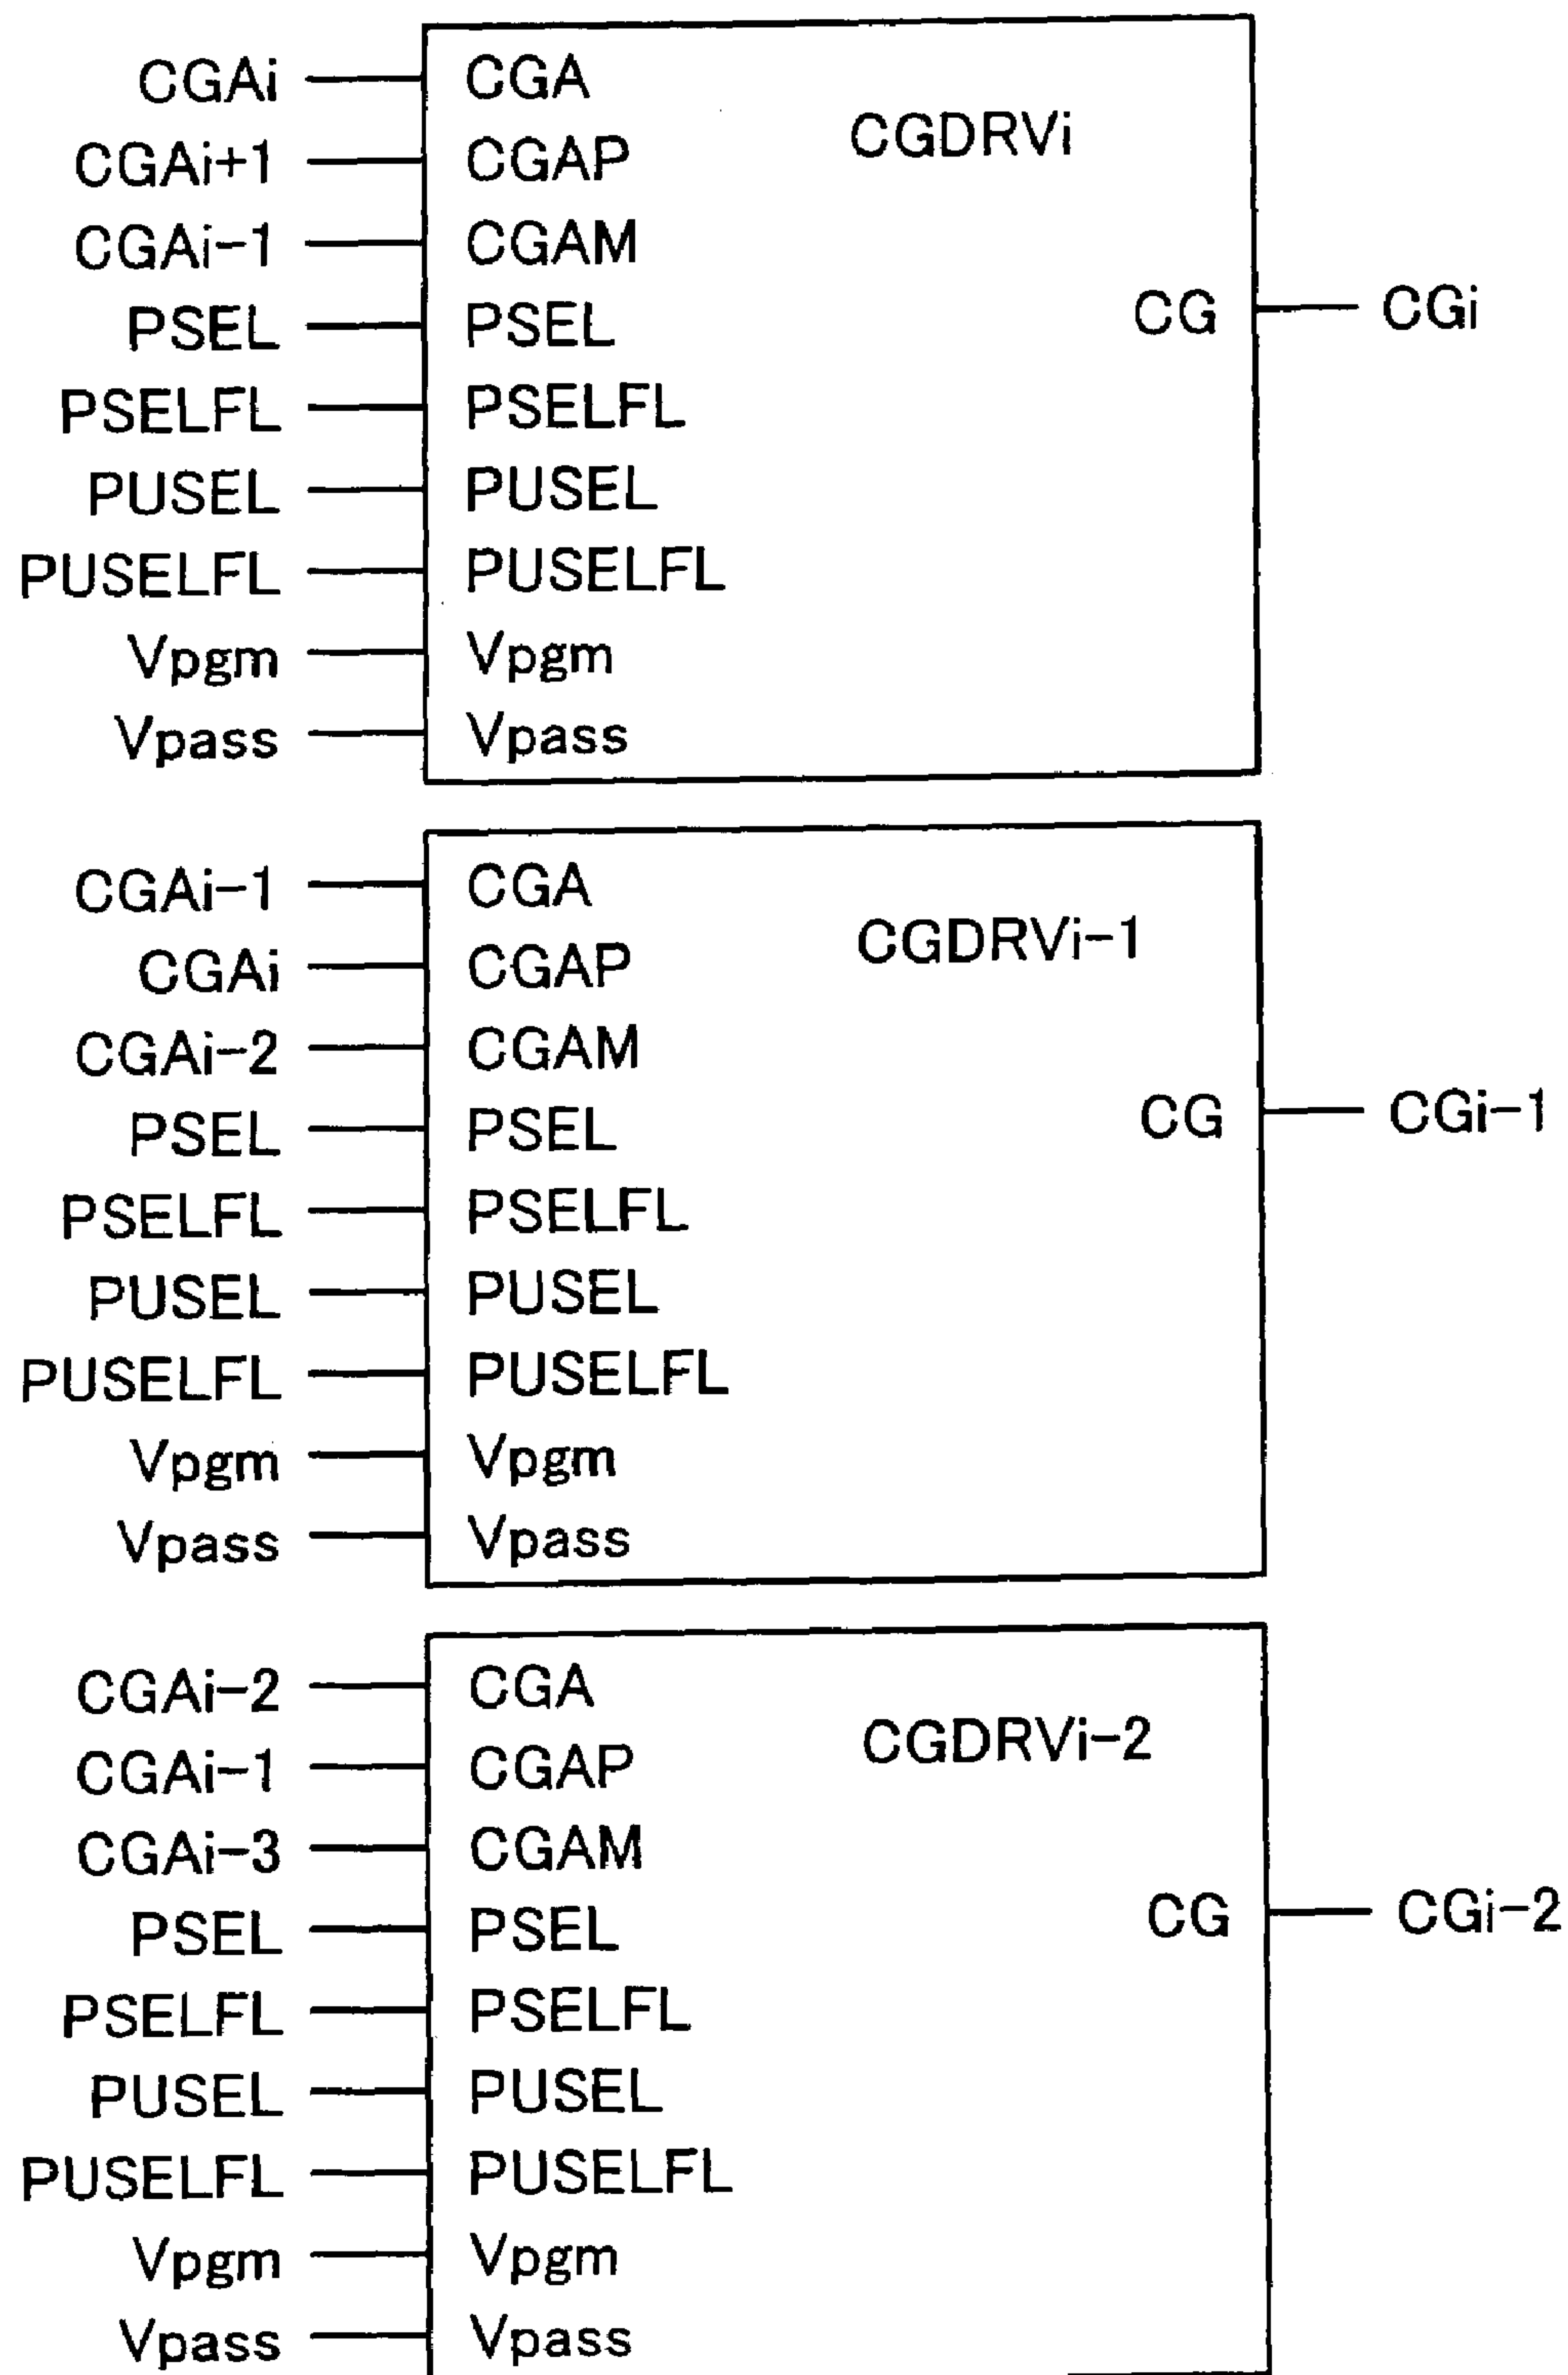 CGAi CGA
CGDRVi
CGAi+1 CGAP
CGAi-1 CGAM
PSEL PSEL
CG CGi
PSELFL PSELFL
PUSEL PUSEL
PUSELFL PUSELFL
Vpgm Vpgm
Vpass Vpass
CGAi-1 CGA
CGDRVi-1
CGAi CGAP
CGAi-2 CGAM
PSEL PSEL
CG CGi-1
PSELFL PSELFL
PUSEL PUSEL
PUSELFL PUSELFL
Vpgm Vpgm
Vpass Vpass
CGAi-2 CGA
CGDRVi-2
CGAi-1 CGAP
CGAi-3 CGAM
PSEL PSEL
CG CGi-2
PSELFL PSELFL
PUSEL PUSEL
PUSELFL PUSELFL
Vpgm Vpgm
Vpass Vpass